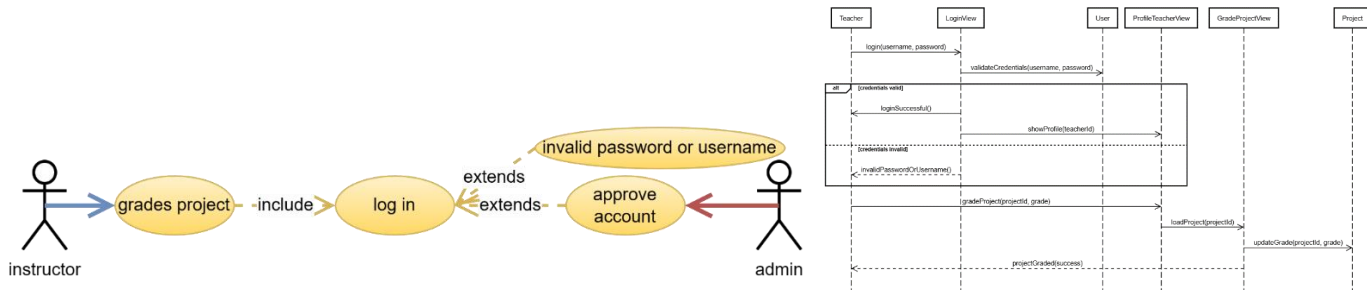 invalid password or username
extends
grades project
include
log in
extends
approve
account
instructor
admin
Teacher
LoginView
User
ProfileTeacherView
GradeProjectView
Project
login(username, password)
validateCredentials(username, password)
alt
[credentials valid]
loginSuccessful()
showProfile(teacherId)
[credentials invalid]
invalidPasswordOrUsername()
gradeProject(projectId, grade)
loadProject(projectId)
updateGrade(projectId, grade)
projectGraded(success)